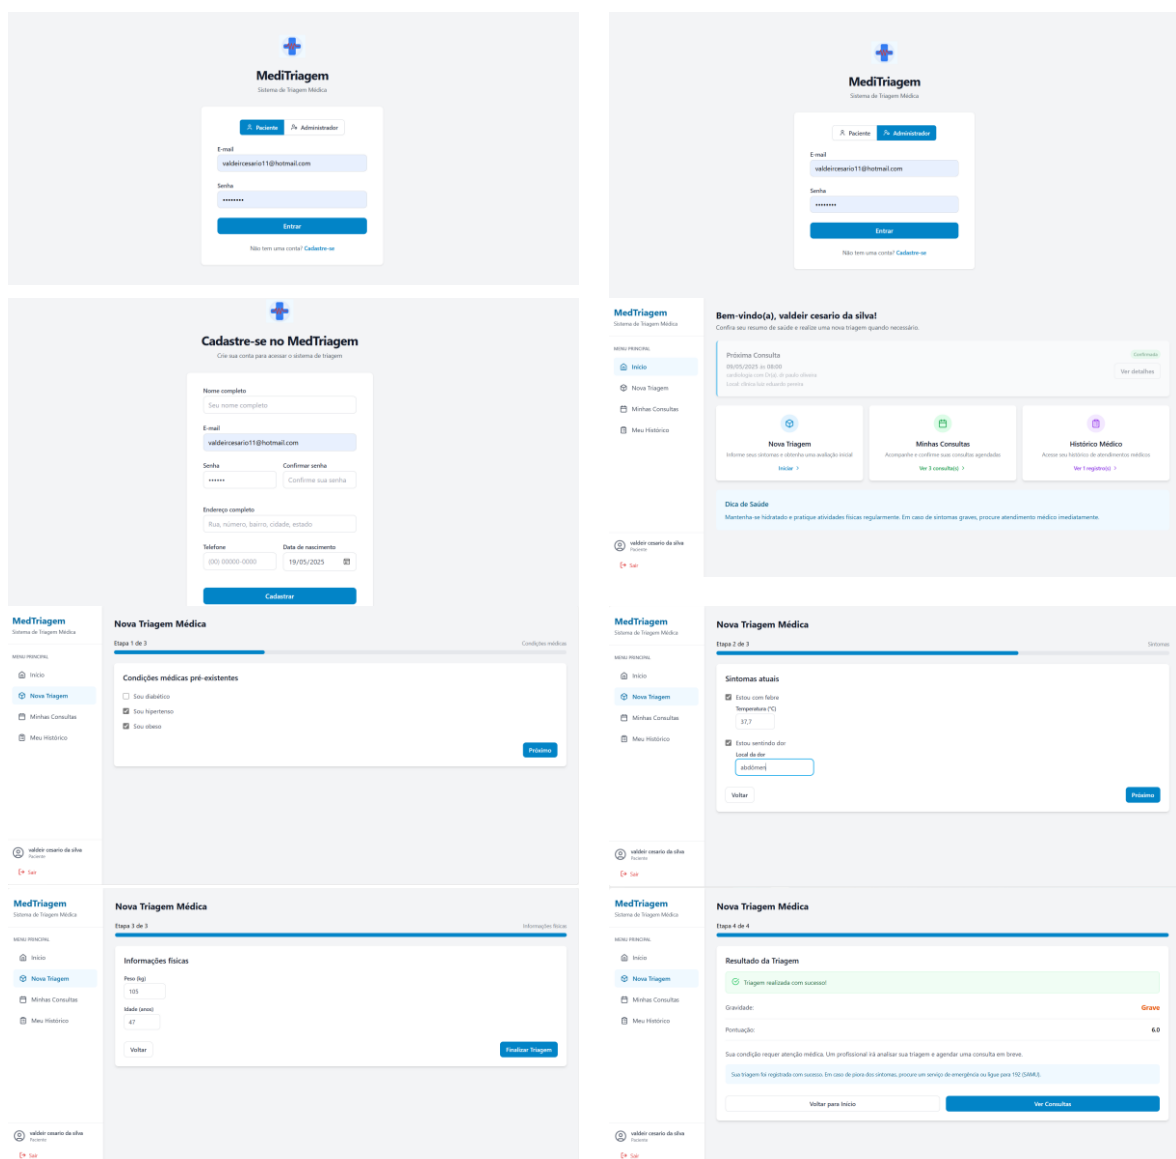 MediTriagem
Sistema de Triagem Médica
Paciente
Administrador
E-mail
valdeircesario11@hotmail.com
Senha
••••••••
Entrar
Não tem uma conta? Cadastre-se
MediTriagem
Sistema de Triagem Médica
Paciente
Administrador
E-mail
valdeircesario11@hotmail.com
Senha
••••••••
Entrar
Não tem uma conta? Cadastre-se
Cadastre-se no MedTriagem
Crie sua conta para acessar o sistema de triagem
Nome completo
Seu nome completo
E-mail
valdeircesario11@hotmail.com
Senha
Confirmar senha
••••••
Confirme sua senha
Endereço completo
Rua, número, bairro, cidade, estado
Telefone
Data de nascimento
(00) 00000-0000
19/05/2025
Cadastrar
MedTriagem
Sistema de Triagem Médica
MENU PRINCIPAL
Início
Nova Triagem
Minhas Consultas
Meu Histórico
valdeir cesario da silva
Paciente
Sair
Bem-vindo(a), valdeir cesario da silva!
Confira seu resumo de saúde e realize uma nova triagem quando necessário.
Próxima Consulta
Confirmada
09/05/2025 às 08:00
cardiologia com Dr(a). dr paulo oliveira
Local: clinica luiz eduardo pereira
Ver detalhes
Nova Triagem
Informe seus sintomas e obtenha uma avaliação inicial
Iniciar >
Minhas Consultas
Acompanhe e confirme suas consultas agendadas
Ver 3 consulta(s) >
Histórico Médico
Acesse seu histórico de atendimentos médicos
Ver 1 registro(s) >
Dica de Saúde
Mantenha-se hidratado e pratique atividades físicas regularmente. Em caso de sintomas graves, procure atendimento médico imediatamente.
MedTriagem
Sistema de Triagem Médica
MENU PRINCIPAL
Início
Nova Triagem
Minhas Consultas
Meu Histórico
valdeir cesario da silva
Paciente
Sair
Nova Triagem Médica
Etapa 1 de 3
Condições médicas
Condições médicas pré-existentes
Sou diabético
Sou hipertenso
Sou obeso
Próximo
MedTriagem
Sistema de Triagem Médica
MENU PRINCIPAL
Início
Nova Triagem
Minhas Consultas
Meu Histórico
valdeir cesario da silva
Paciente
Sair
Nova Triagem Médica
Etapa 2 de 3
Sintomas
Sintomas atuais
Estou com febre
Temperatura (°C)
37,7
Estou sentindo dor
Local da dor
abdômen
Voltar
Próximo
MedTriagem
Sistema de Triagem Médica
MENU PRINCIPAL
Início
Nova Triagem
Minhas Consultas
Meu Histórico
valdeir cesario da silva
Paciente
Sair
Nova Triagem Médica
Etapa 3 de 3
Informações físicas
Informações físicas
Peso (kg)
105
Idade (anos)
47
Voltar
Finalizar Triagem
MedTriagem
Sistema de Triagem Médica
MENU PRINCIPAL
Início
Nova Triagem
Minhas Consultas
Meu Histórico
valdeir cesario da silva
Paciente
Sair
Nova Triagem Médica
Etapa 4 de 4
Resultado da Triagem
Triagem realizada com sucesso!
Gravidade:
Grave
Pontuação:
6.0
Sua condição requer atenção médica. Um profissional irá analisar sua triagem e agendar uma consulta em breve.
Sua triagem foi registrada com sucesso. Em caso de piora dos sintomas, procure um serviço de emergência ou ligue para 192 (SAMU).
Voltar para Início
Ver Consultas